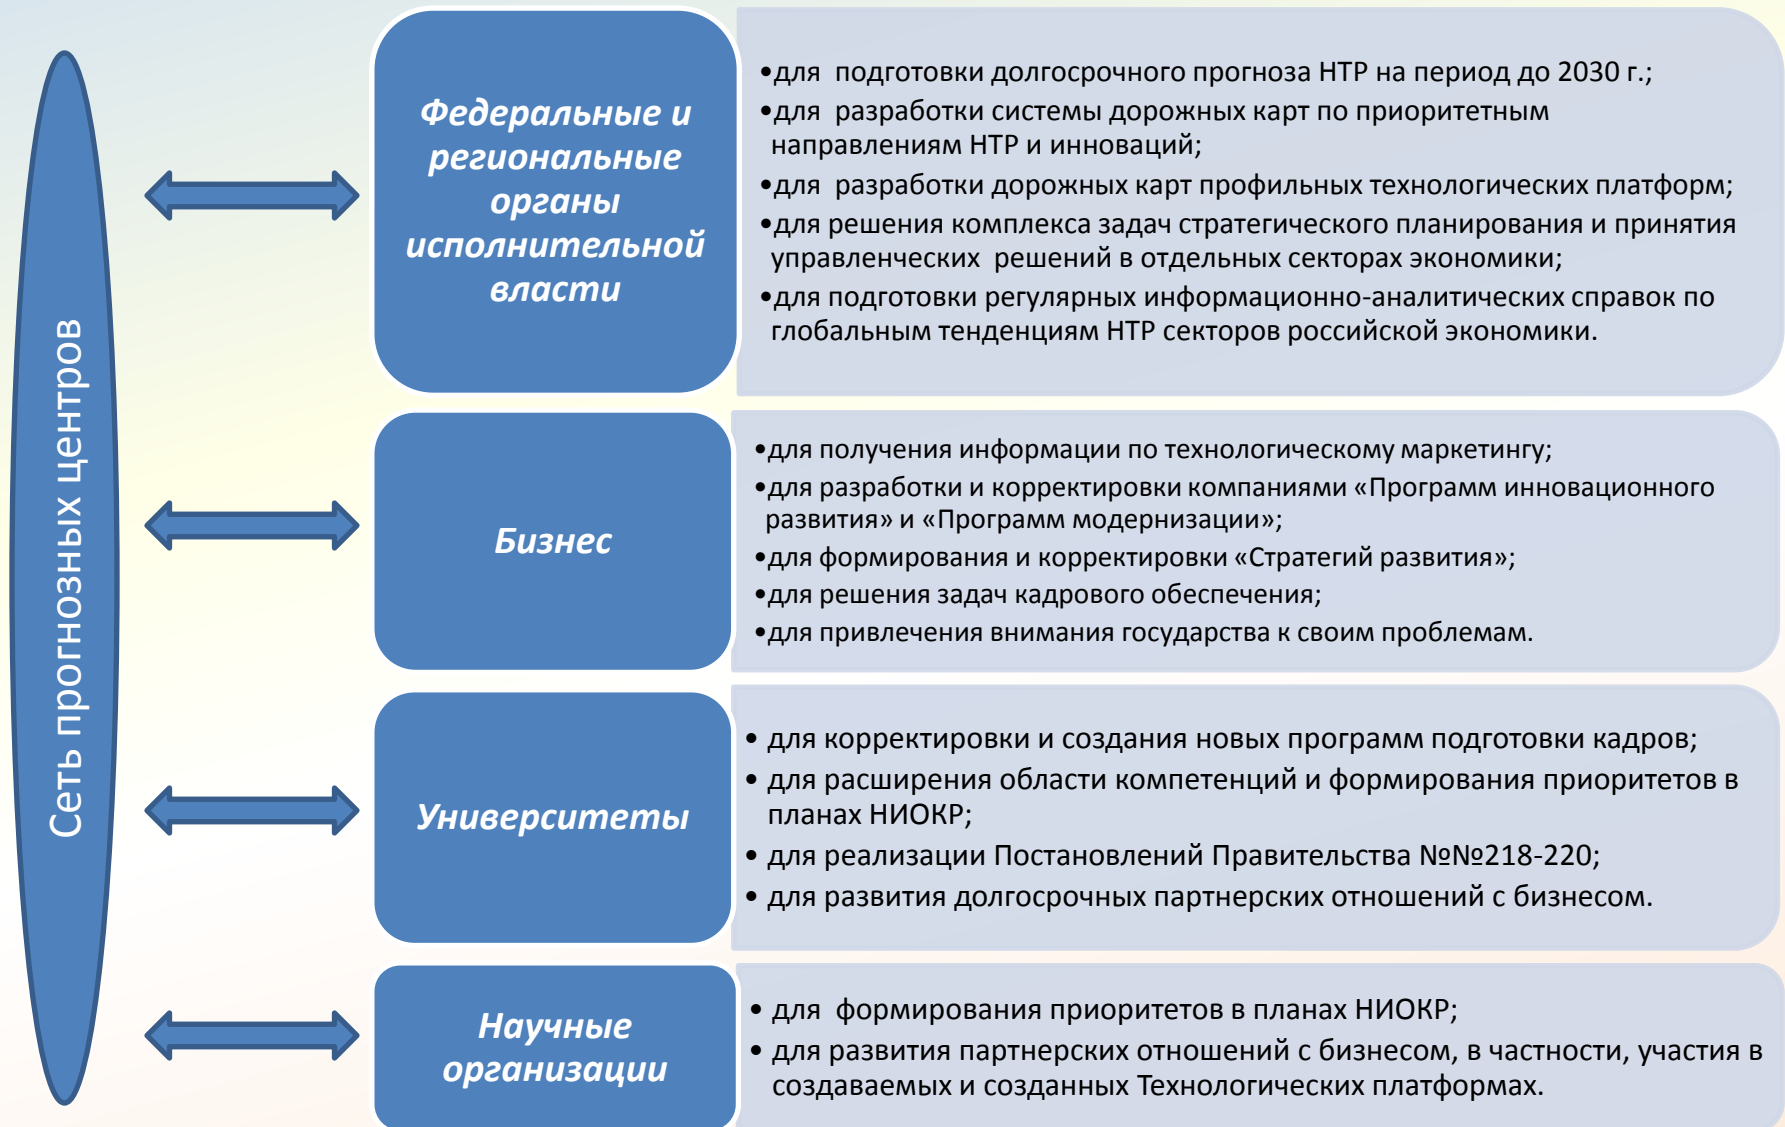 Сеть прогнозных центров
Федеральные и
региональные
органы
исполнительной
власти
•для подготовки долгосрочного прогноза НТР на период до 2030 г.;
•для разработки системы дорожных карт по приоритетным
направлениям НТР и инноваций;
•для разработки дорожных карт профильных технологических платформ;
•для решения комплекса задач стратегического планирования и принятия
управленческих решений в отдельных секторах экономики;
•для подготовки регулярных информационно-аналитических справок по
глобальным тенденциям НТР секторов российской экономики.
Бизнес
•для получения информации по технологическому маркетингу;
•для разработки и корректировки компаниями «Программ инновационного
развития» и «Программ модернизации»;
•для формирования и корректировки «Стратегий развития»;
•для решения задач кадрового обеспечения;
•для привлечения внимания государства к своим проблемам.
Университеты
• для корректировки и создания новых программ подготовки кадров;
• для расширения области компетенций и формирования приоритетов в
планах НИОКР;
• для реализации Постановлений Правительства №№218-220;
• для развития долгосрочных партнерских отношений с бизнесом.
Научные
организации
• для формирования приоритетов в планах НИОКР;
• для развития партнерских отношений с бизнесом, в частности, участия в
создаваемых и созданных Технологических платформах.